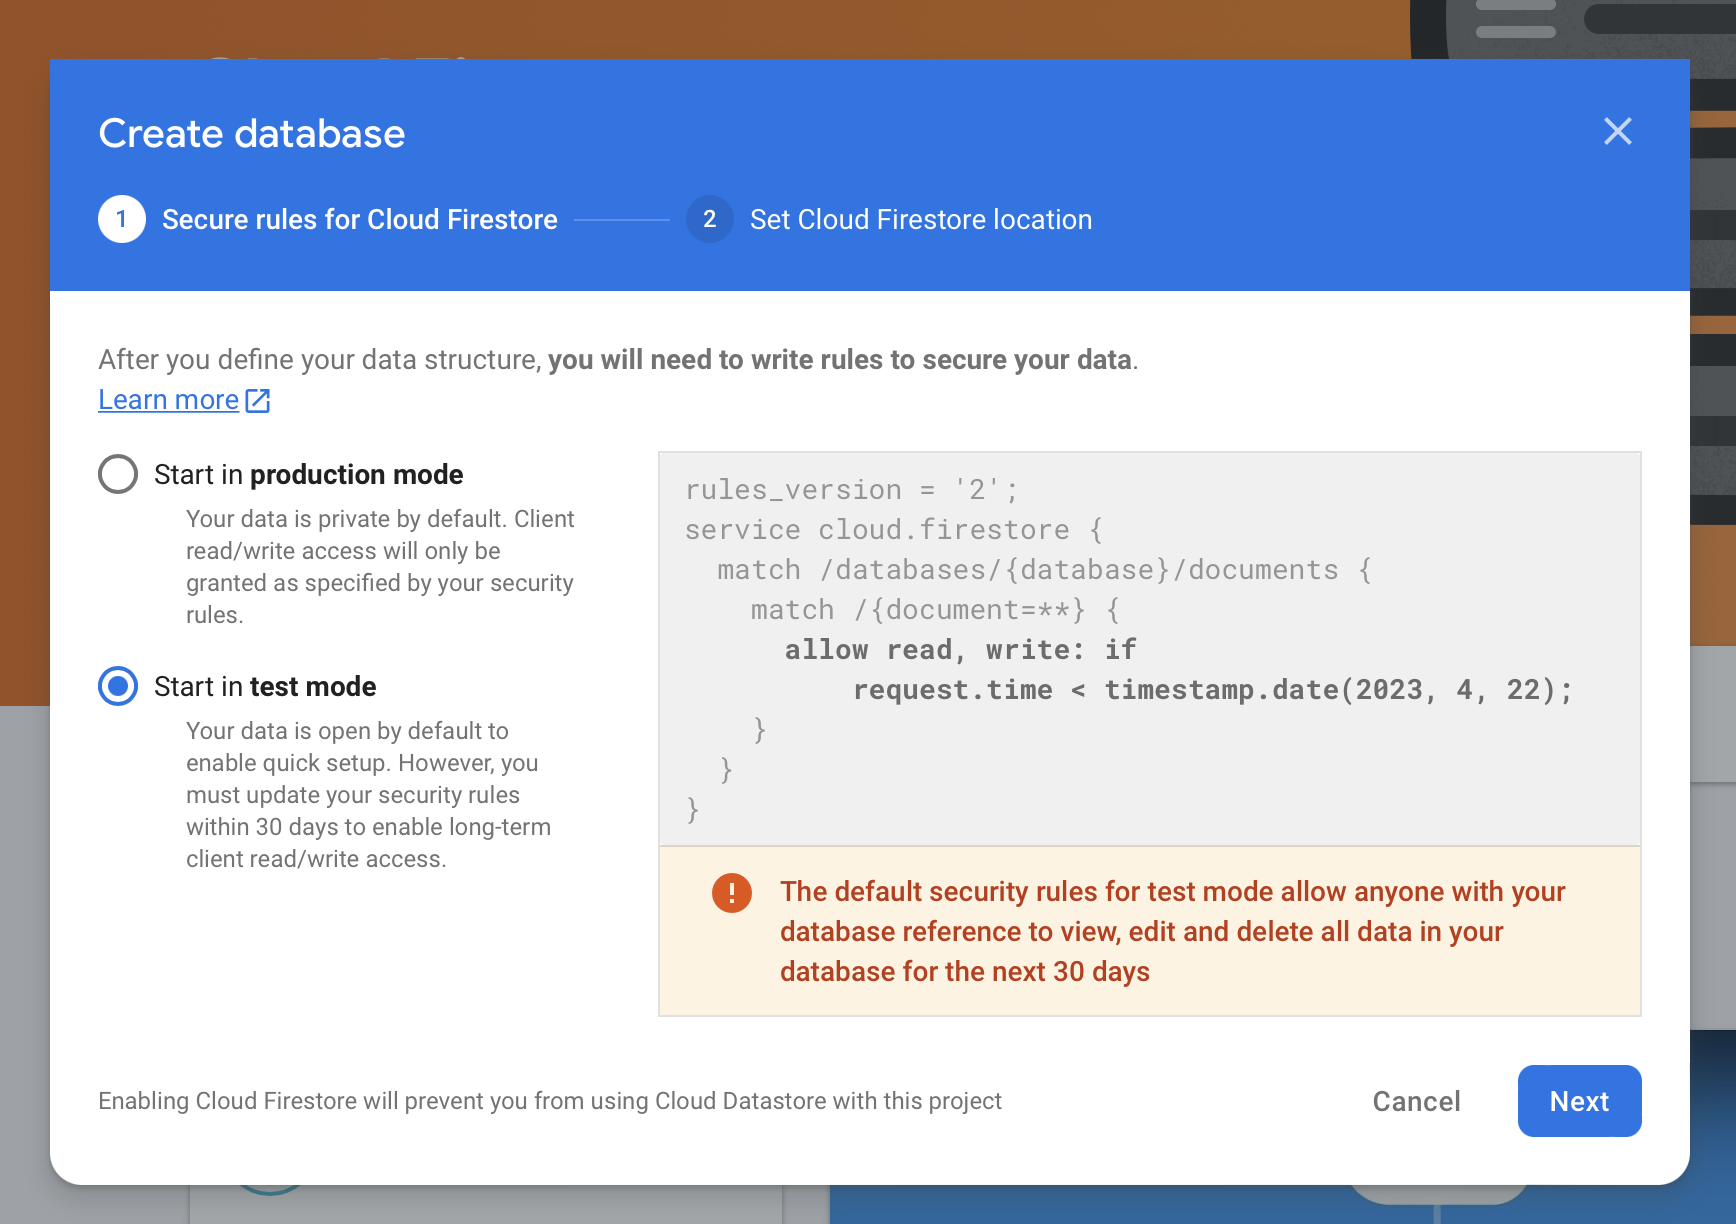 Create database
1 Secure rules for Cloud Firestore 2 Set Cloud Firestore location
After you define your data structure, you will need to write rules to secure your data.
Learn more
Start in production mode
Your data is private by default. Client
read/write access will only be
granted as specified by your security
rules.
Start in test mode
Your data is open by default to
enable quick setup. However, you
must update your security rules
within 30 days to enable long-term
client read/write access.
rules_version = '2';
service cloud.firestore {
  match /databases/{database}/documents {
    match /{document=**} {
      allow read, write: if
          request.time < timestamp.date(2023, 4, 22);
    }
  }
}
The default security rules for test mode allow anyone with your
database reference to view, edit and delete all data in your
database for the next 30 days
Enabling Cloud Firestore will prevent you from using Cloud Datastore with this project
Cancel Next